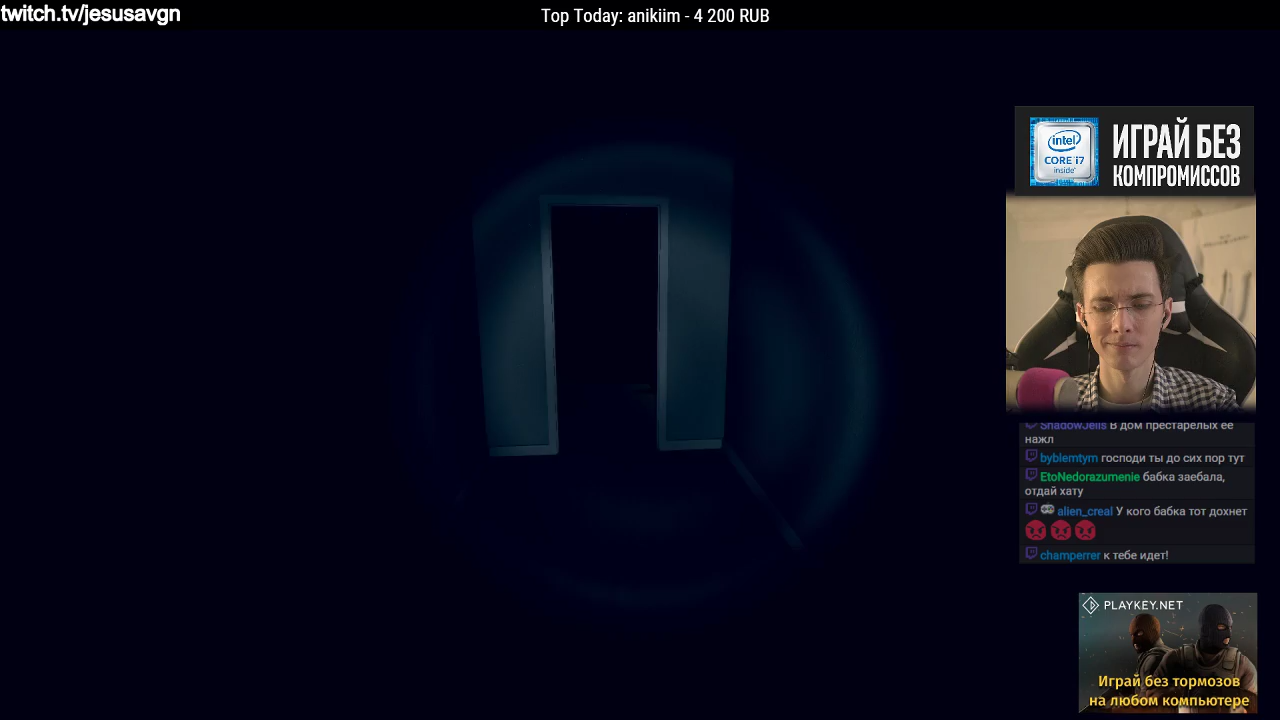 twitch.tv/jesusavgn
Top Today: anikiim - 4 200 RUB
intel
CORE i7
inside
ИГРАЙ БЕЗ
КОМПРОМИССОВ
ShadowJells В дом престарелых ее
нажл
byblemtym господи ты до сих пор тут
EtoNedorazumenie бабка заебала,
отдай хату
alien_creal У кого бабка тот дохнет
champerrer к тебе идет!
PLAYKEY.NET
Играй без тормозов
на любом компьютере